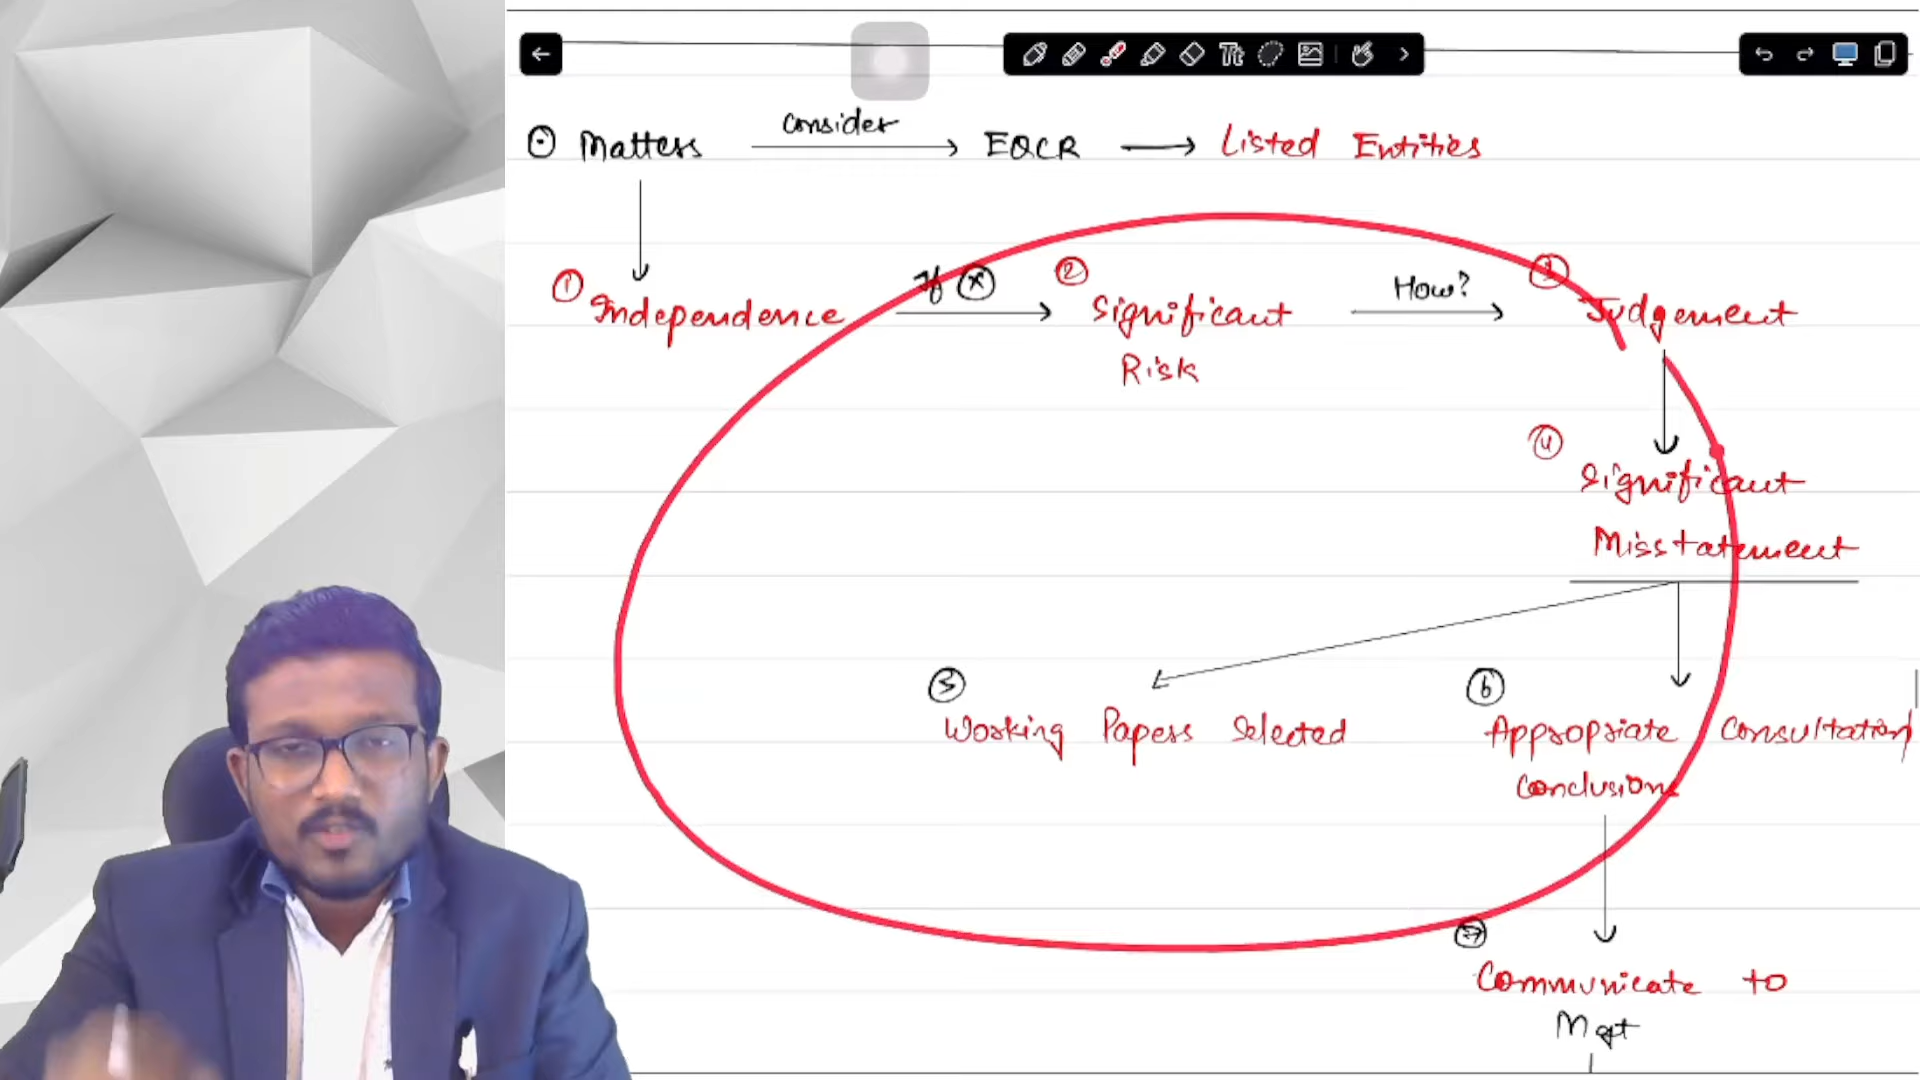 Matters consider EQCR Listed Entities
① Independence If ⓧ ② Significant Risk How? ③ Judgement
④ Significant
Misstatement
⑤ ⑥
Working Papers Selected Appropriate Consultation
Conclusions
⑦
Communicate to
Mgt